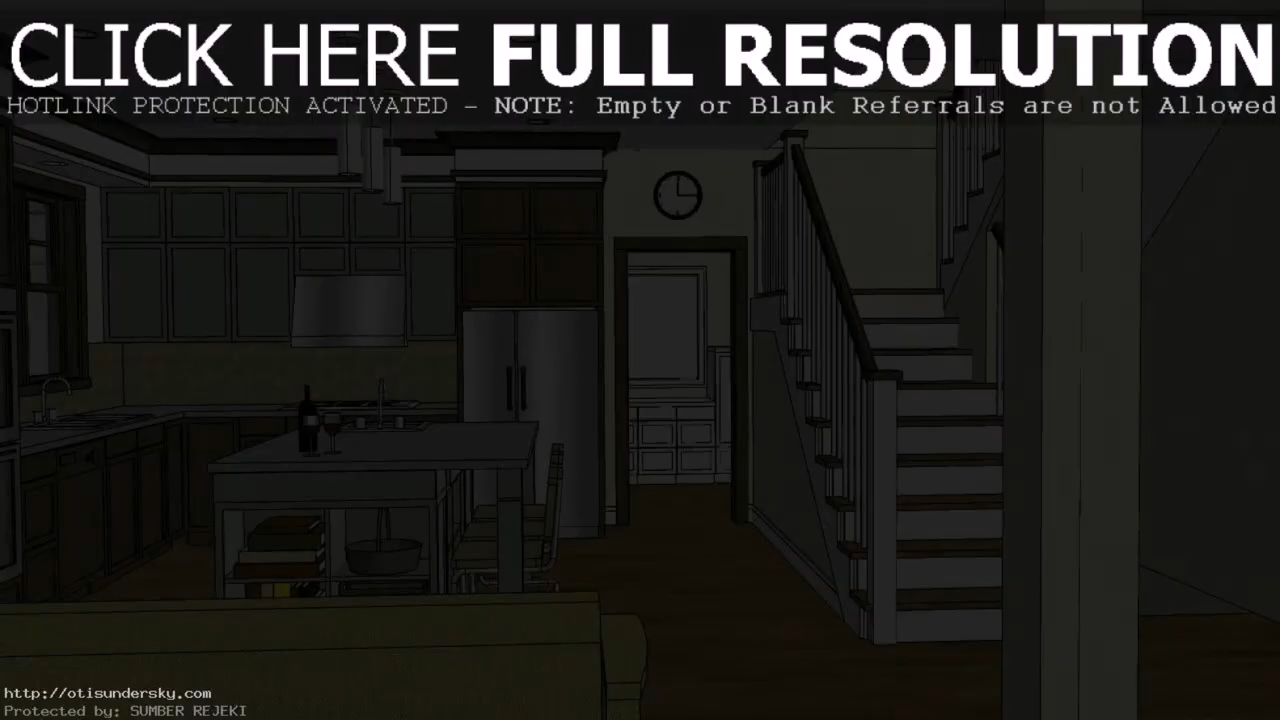 CLICK HERE FULL RESOLUTION
HOTLINK PROTECTION ACTIVATED – NOTE: Empty or Blank Referrals are not Allowed
http://otisundersky.com
Protected by: SUMBER REJEKI